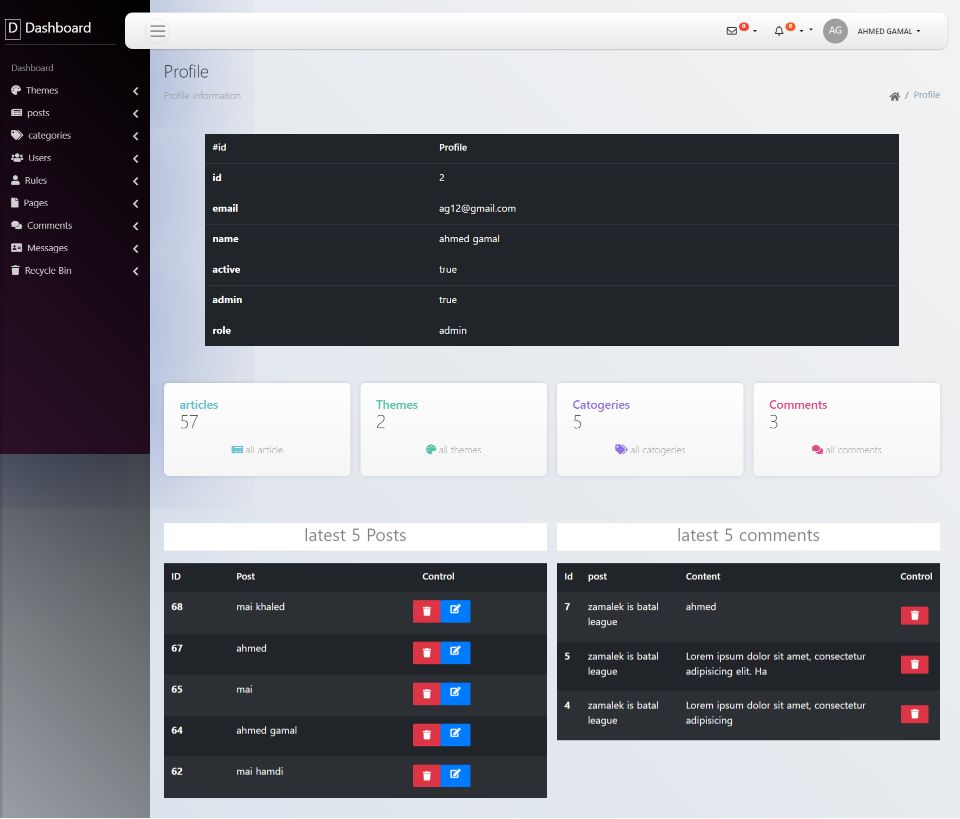 D Dashboard
0
0
AG
AHMED GAMAL
Dashboard
Themes
posts
categories
Users
Rules
Pages
Comments
Messages
Recycle Bin
Profile
Profile information
/ Profile
#id Profile
id 2
email ag12@gmail.com
name ahmed gamal
active true
admin true
role admin
articles
57
all article
Themes
2
all themes
Catogeries
5
all catogeries
Comments
3
all comments
latest 5 Posts
ID Post Control
68 mai khaled
67 ahmed
65 mai
64 ahmed gamal
62 mai hamdi
latest 5 comments
Id post Content Control
7 zamalek is batal ahmed
league
5 zamalek is batal Lorem ipsum dolor sit amet, consectetur
league adipisicing elit. Ha
4 zamalek is batal Lorem ipsum dolor sit amet, consectetur
league adipisicing